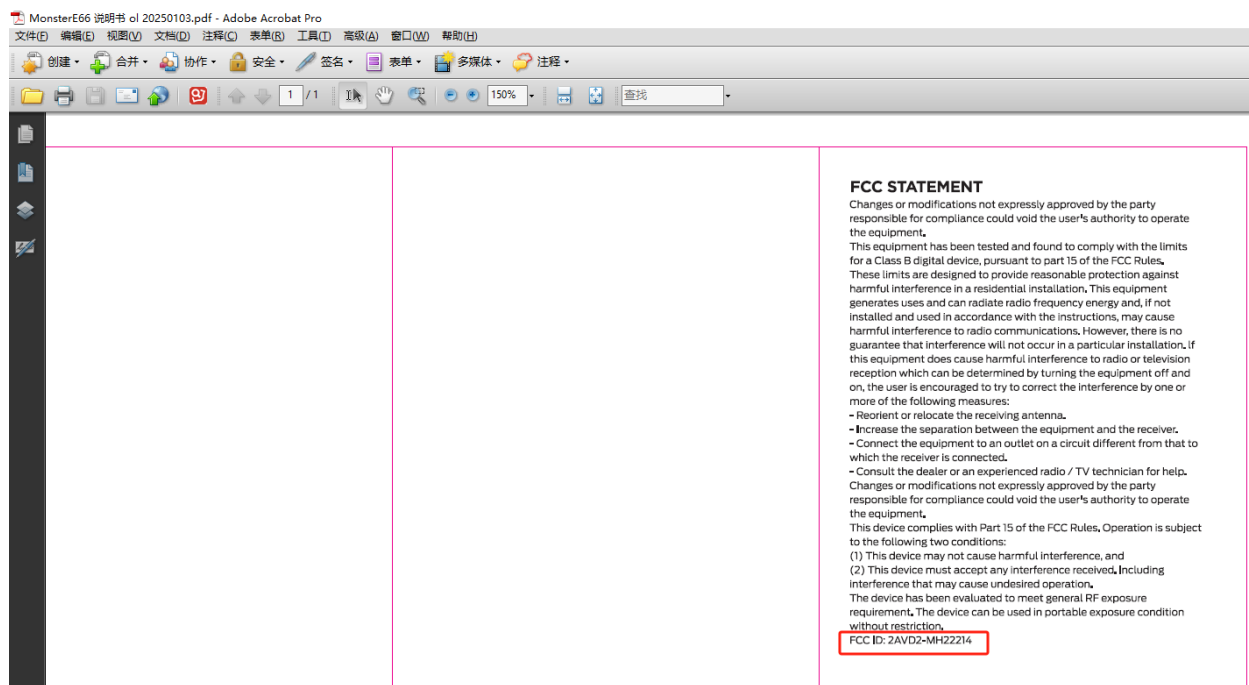 MonsterE66 说明书 ol 20250103.pdf - Adobe Acrobat Pro
文件(F) 编辑(E) 视图(V) 文档(D) 注释(C) 表单(R) 工具(T) 高级(A) 窗口(W) 帮助(H)
创建 合并 协作 安全 签名 表单 多媒体 注释
1 / 1 150% 查找
FCC STATEMENT
Changes or modifications not expressly approved by the party
responsible for compliance could void the user's authority to operate
the equipment.
This equipment has been tested and found to comply with the limits
for a Class B digital device, pursuant to part 15 of the FCC Rules.
These limits are designed to provide reasonable protection against
harmful interference in a residential installation. This equipment
generates uses and can radiate radio frequency energy and, if not
installed and used in accordance with the instructions, may cause
harmful interference to radio communications. However, there is no
guarantee that interference will not occur in a particular installation. If
this equipment does cause harmful interference to radio or television
reception which can be determined by turning the equipment off and
on, the user is encouraged to try to correct the interference by one or
more of the following measures:
- Reorient or relocate the receiving antenna.
- Increase the separation between the equipment and the receiver.
- Connect the equipment to an outlet on a circuit different from that to
which the receiver is connected.
- Consult the dealer or an experienced radio / TV technician for help.
Changes or modifications not expressly approved by the party
responsible for compliance could void the user's authority to operate
the equipment.
This device complies with Part 15 of the FCC Rules. Operation is subject
to the following two conditions:
(1) This device may not cause harmful interference, and
(2) This device must accept any interference received. Including
interference that may cause undesired operation.
The device has been evaluated to meet general RF exposure
requirement. The device can be used in portable exposure condition
without restriction.
FCC ID: 2AVD2-MH22214